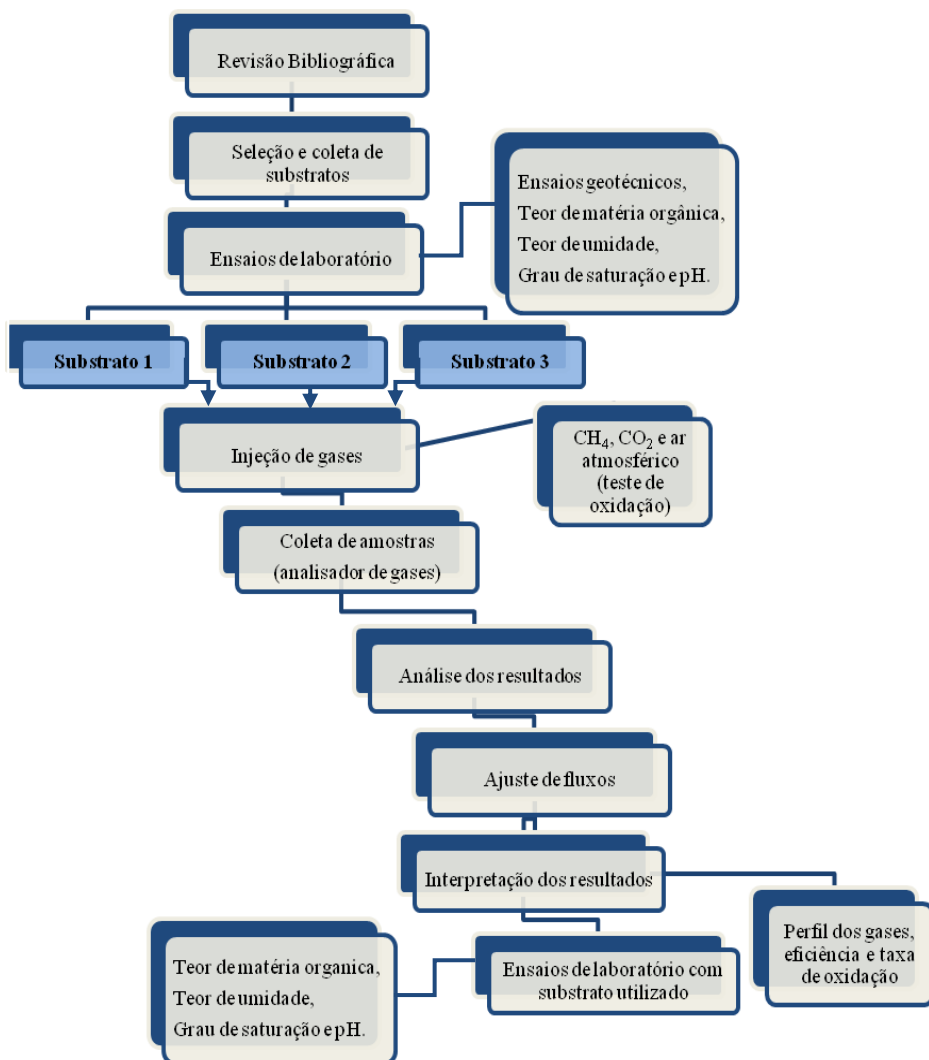 Revisão Bibliográfica
Seleção e coleta de
substratos
Ensaios geotécnicos,
Teor de matéria orgânica,
Teor de umidade,
Grau de saturação e pH.
Ensaios de laboratório
Substrato 1
Substrato 2
Substrato 3
Injeção de gases
CH₄, CO₂ e ar
atmosférico
(teste de
oxidação)
Coleta de amostras
(analisador de gases)
Análise dos resultados
Ajuste de fluxos
Interpretação dos resultados
Perfil dos gases,
eficiência e taxa
de oxidação
Ensaios de laboratório com
substrato utilizado
Teor de matéria organica,
Teor de umidade,
Grau de saturação e pH.